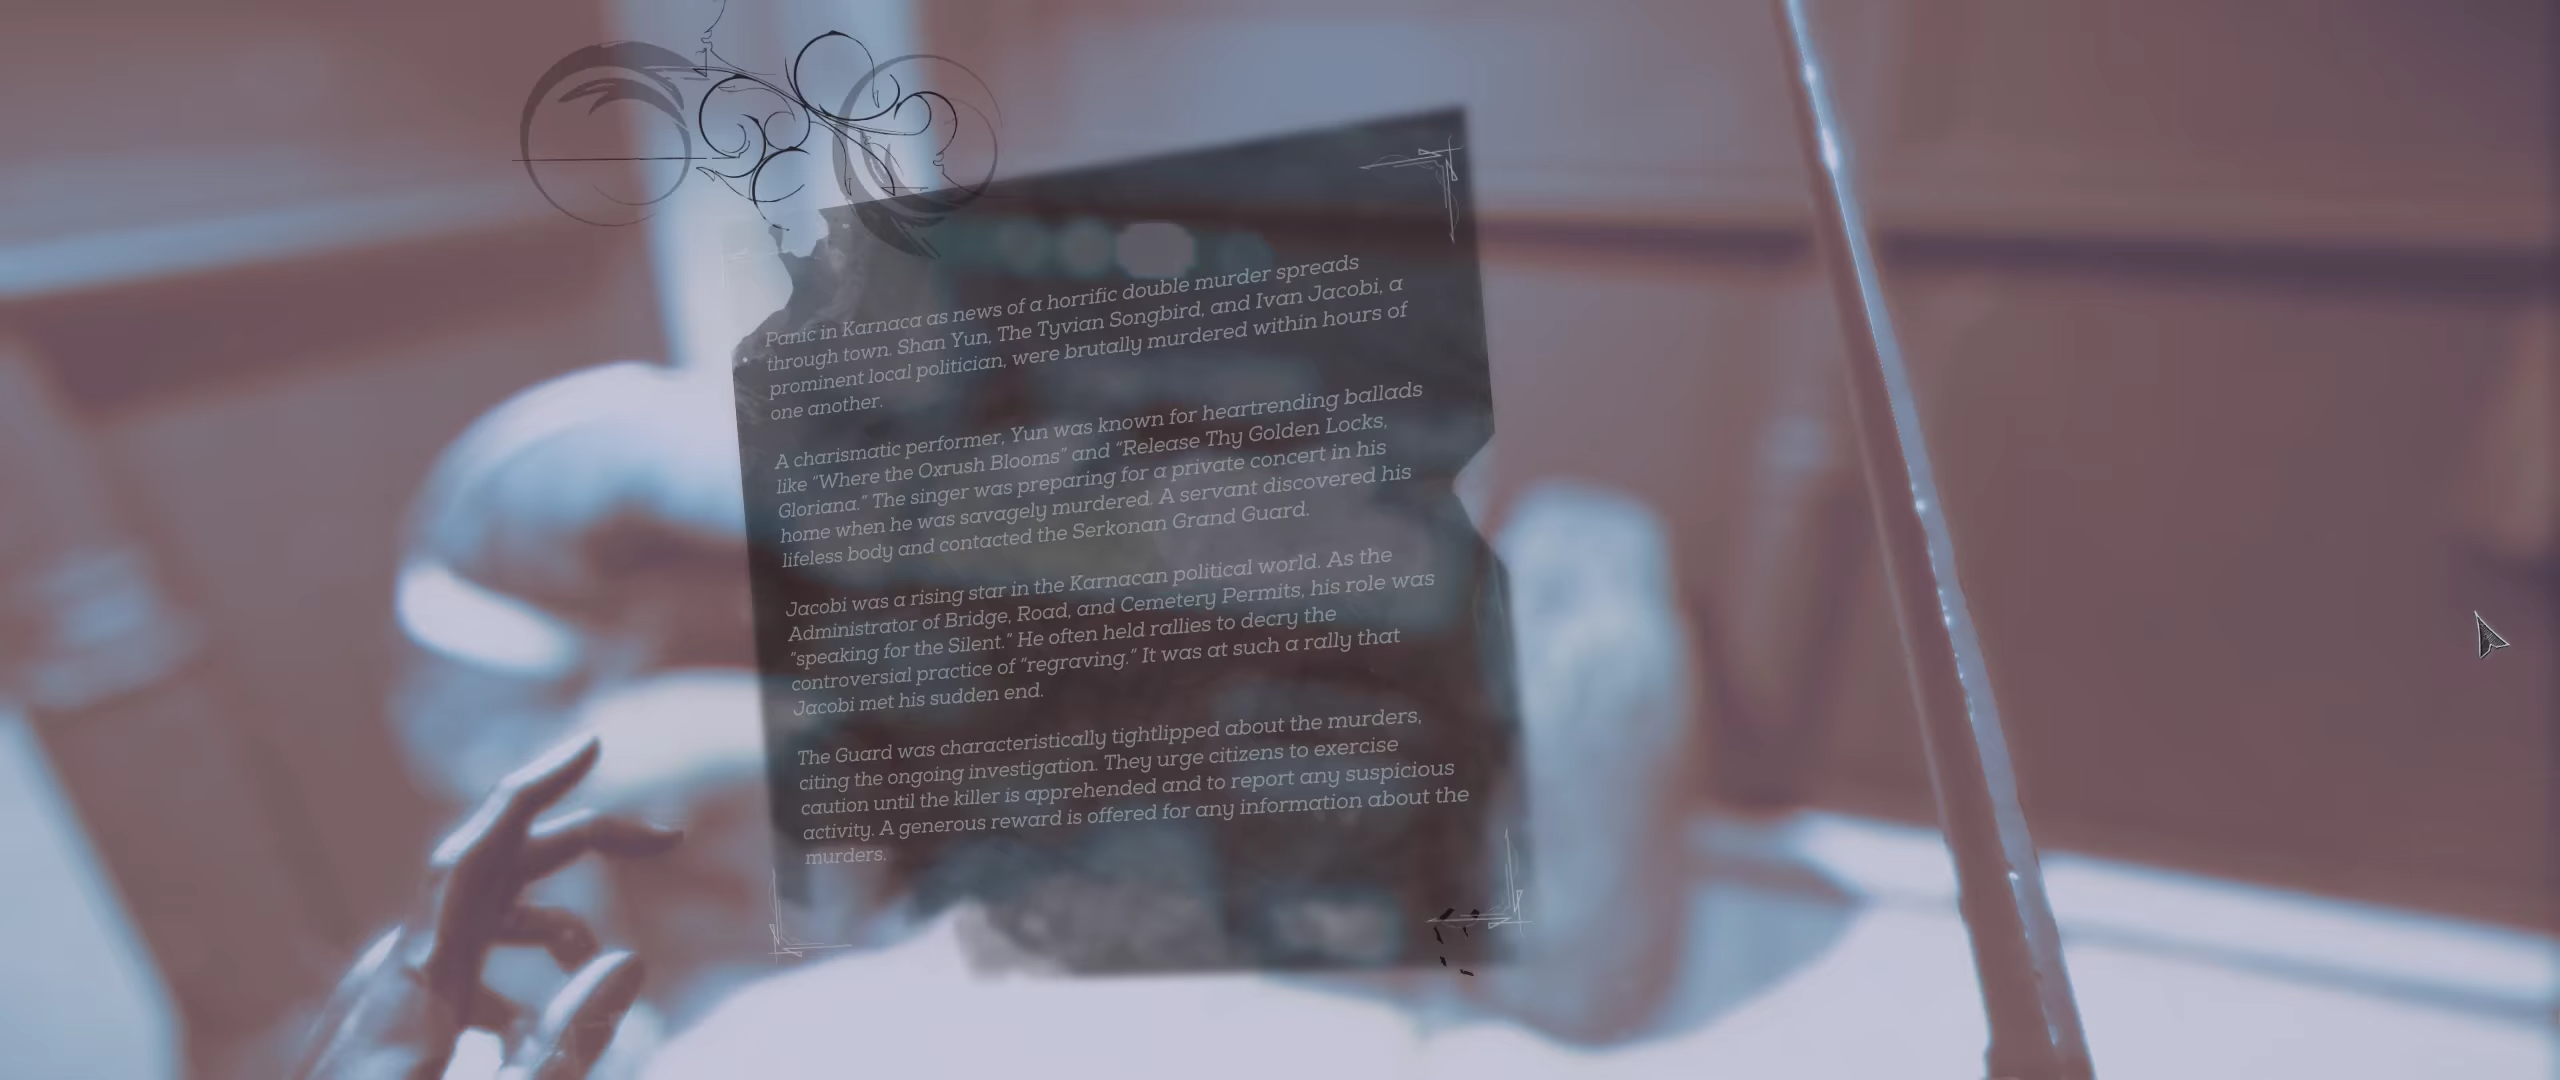 Panic in Karnaca as news of a horrific double murder spreads
through town. Shan Yun, The Tyvian Songbird, and Ivan Jacobi, a
prominent local politician, were brutally murdered within hours of
one another.
A charismatic performer, Yun was known for heartrending ballads
like “Where the Oxrush Blooms” and “Release Thy Golden Locks,
Gloriana.” The singer was preparing for a private concert in his
home when he was savagely murdered. A servant discovered his
lifeless body and contacted the Serkonan Grand Guard.
Jacobi was a rising star in the Karnacan political world. As the
Administrator of Bridge, Road, and Cemetery Permits, his role was
“speaking for the Silent.” He often held rallies to decry the
controversial practice of “regraving.” It was at such a rally that
Jacobi met his sudden end.
The Guard was characteristically tightlipped about the murders,
citing the ongoing investigation. They urge citizens to exercise
caution until the killer is apprehended and to report any suspicious
activity. A generous reward is offered for any information about the
murders.